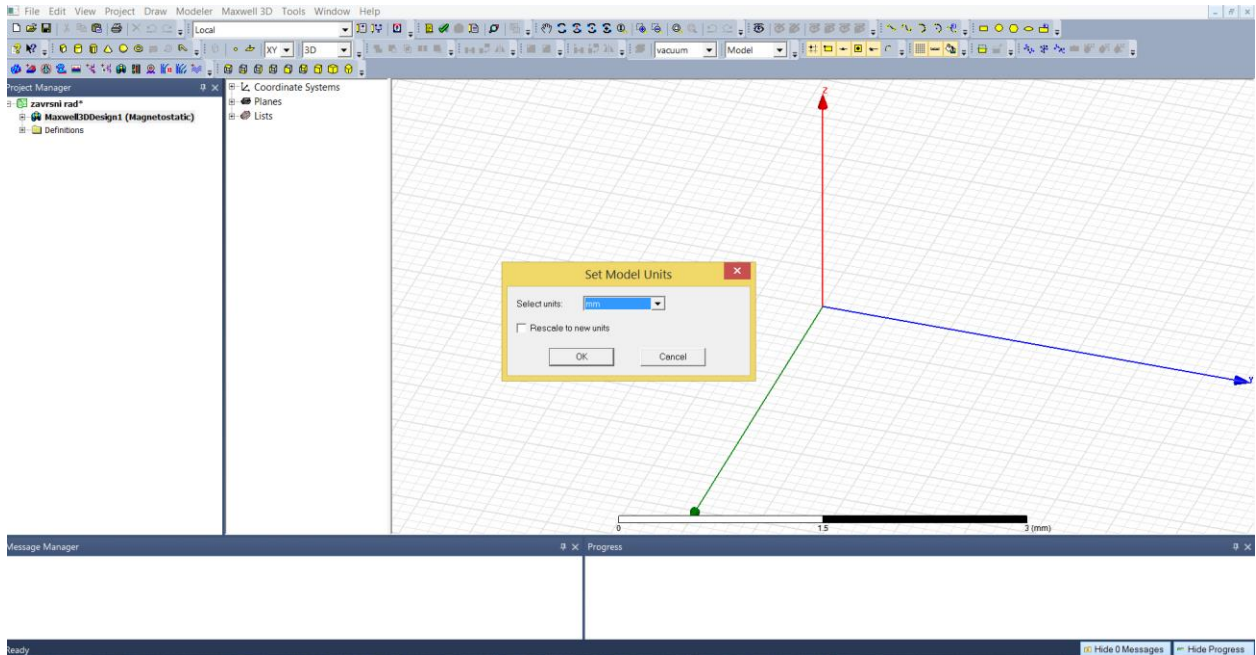 File Edit View Project Draw Modeler Maxwell 3D Tools Window Help
Local
XY 3D vacuum Model
Project Manager
zavrsni rad*
Maxwell3DDesign1 (Magnetostatic)
Definitions
Coordinate Systems
Planes
Lists
Z
Set Model Units
Select units: mm
Rescale to new units
OK Cancel
Y
0 1.5 3 (mm)
Message Manager
Progress
Ready
Hide 0 Messages Hide Progress